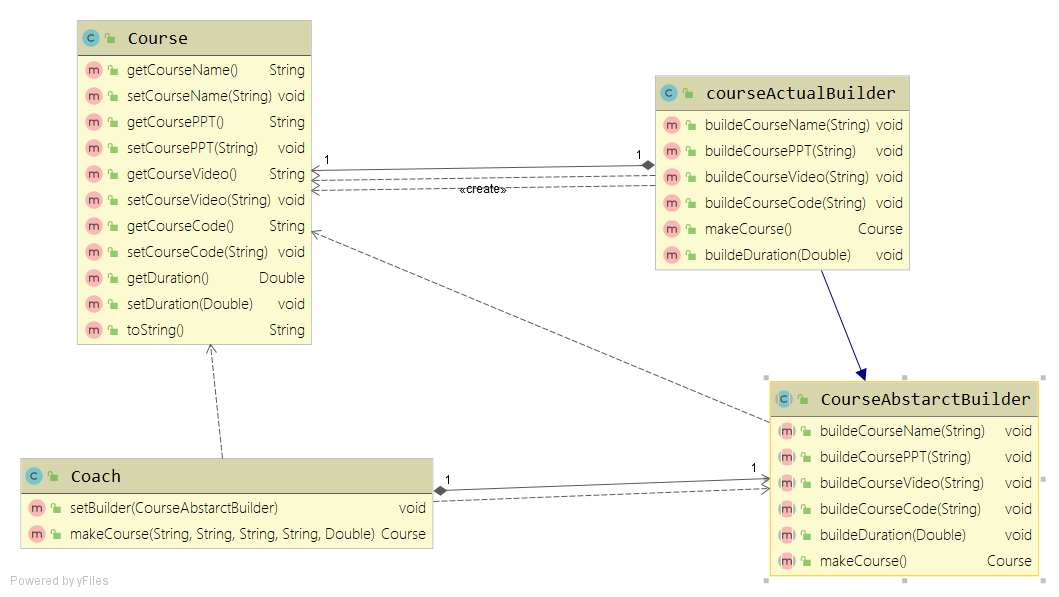 C Course
m getCourseName() String
m setCourseName(String) void
m getCoursePPT() String
m setCoursePPT(String) void
m getCourseVideo() String
m setCourseVideo(String) void
m getCourseCode() String
m setCourseCode(String) void
m getDuration() Double
m setDuration(Double) void
m toString() String
C courseActualBuilder
m buildeCourseName(String) void
m buildeCoursePPT(String) void
m buildeCourseVideo(String) void
m buildeCourseCode(String) void
m makeCourse() Course
m buildeDuration(Double) void
1
1
«create»
C CourseAbstarctBuilder
m buildeCourseName(String) void
m buildeCoursePPT(String) void
m buildeCourseVideo(String) void
m buildeCourseCode(String) void
m buildeDuration(Double) void
m makeCourse() Course
C Coach
m setBuilder(CourseAbstarctBuilder) void
m makeCourse(String, String, String, String, Double) Course
1
1
Powered by yFiles